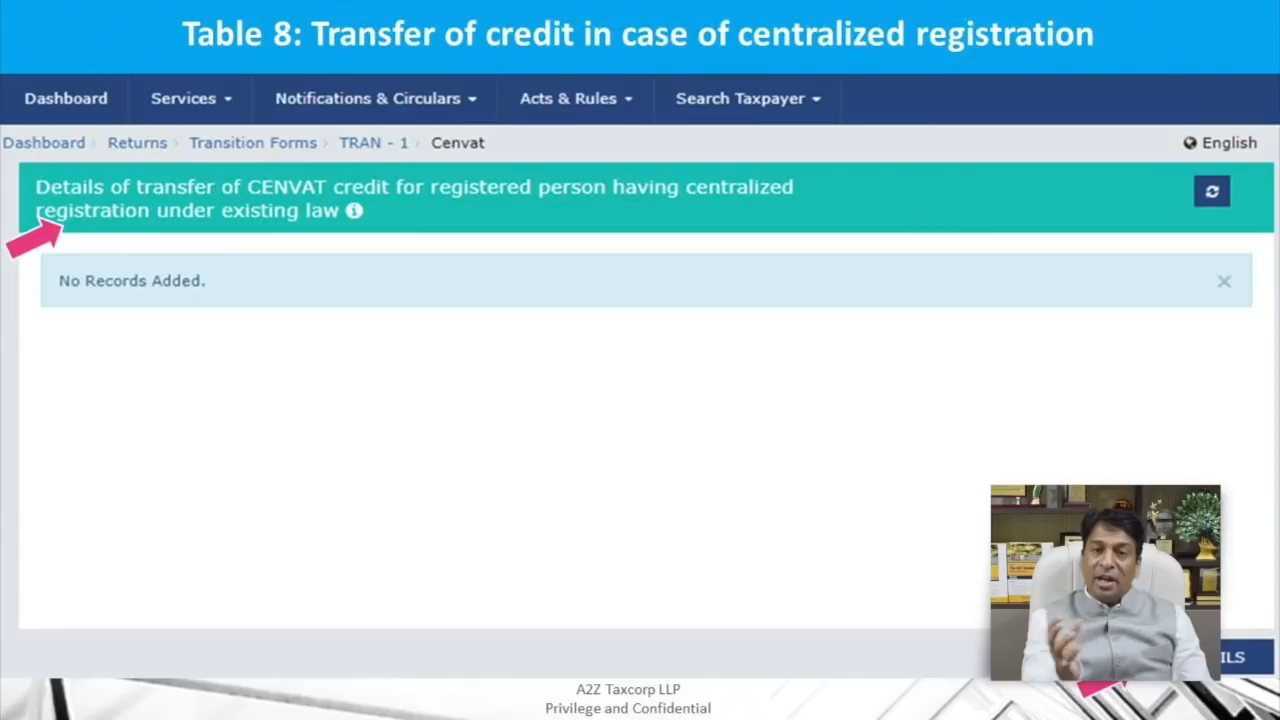 Table 8: Transfer of credit in case of centralized registration
Dashboard Services Notifications & Circulars Acts & Rules Search Taxpayer
Dashboard Returns Transition Forms TRAN - 1 Cenvat English
Details of transfer of CENVAT credit for registered person having centralized
registration under existing law
No Records Added.
A2Z Taxcorp LLP
Privilege and Confidential